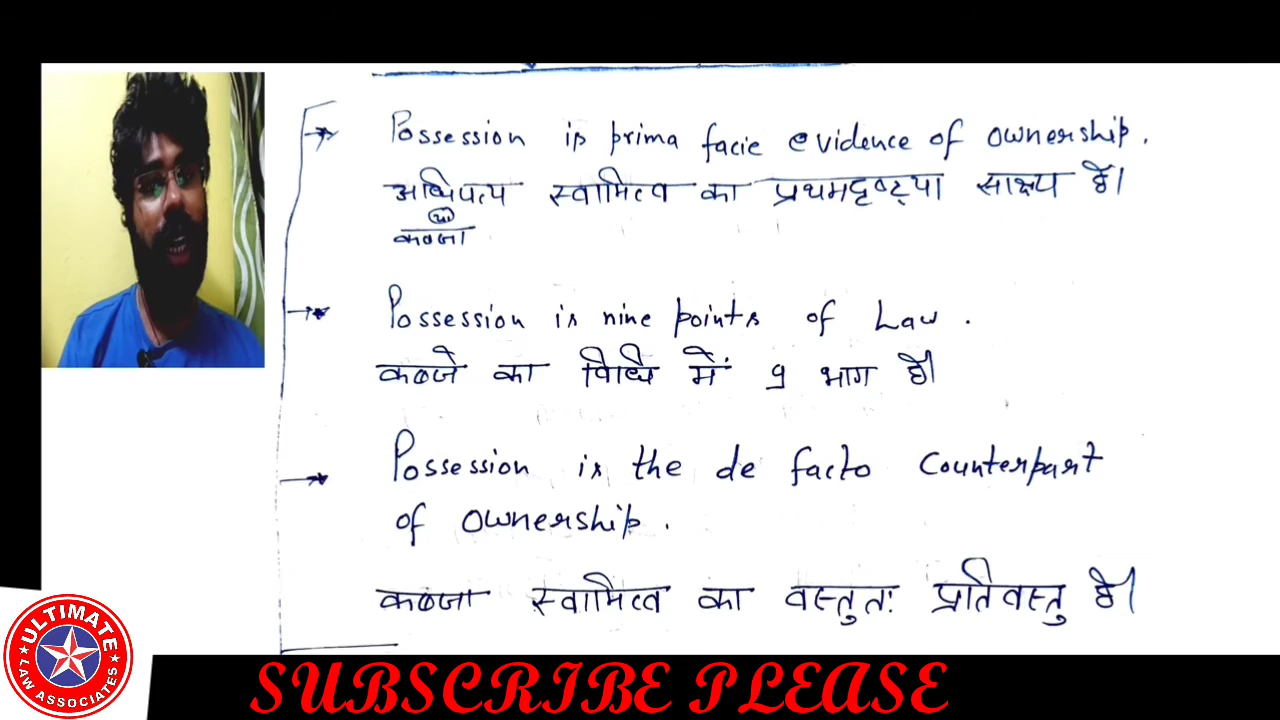 Possession is prima facie evidence of ownership.
आधिपत्य स्वामित्व का प्रथमदृष्ट्या साक्ष्य है।
या
कब्जा
Possession is nine points of Law.
कब्जे का विधि में 9 भाग है।
Possession is the de facto Counterpart
of Ownership.
कब्जा स्वामित्व का वस्तुतः प्रतिवस्तु है।
ULTIMATE
LAW ASSOCIATES
SUBSCRIBE PLEASE